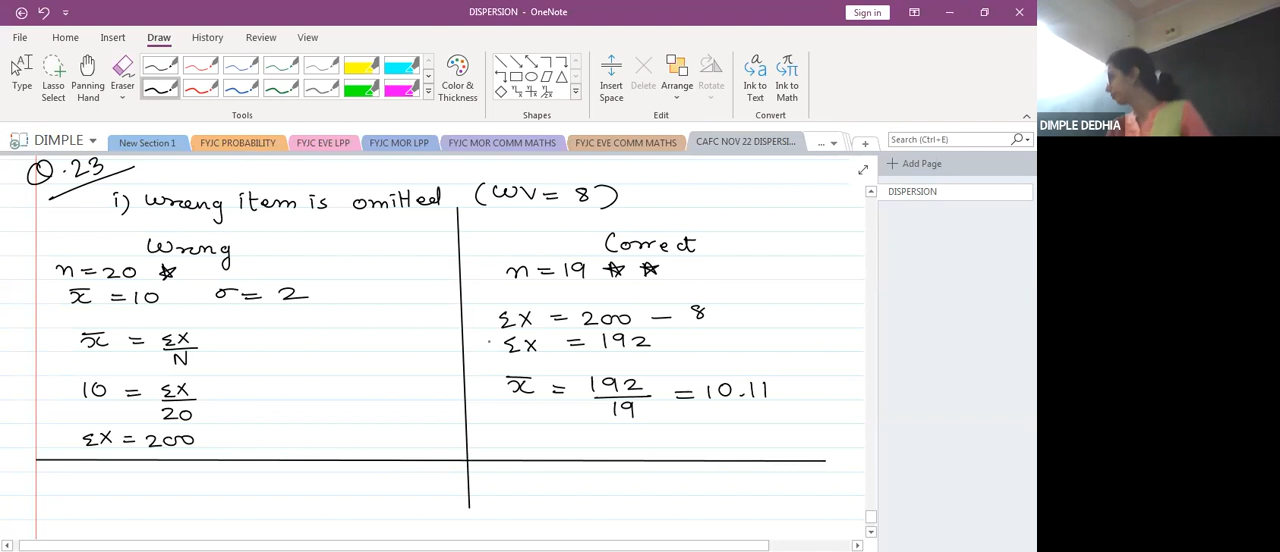 DISPERSION - OneNote
Sign in
File Home Insert Draw History Review View
Type
Lasso Select
Panning Hand
Eraser
Color & Thickness
Insert Space
Delete
Arrange
Rotate
Ink to Text
Ink to Math
Tools Shapes Edit Convert
DIMPLE
New Section 1
FYJC PROBABILITY
FYJC EVE LPP
FYJC MOR LPP
FYJC MOR COMM MATHS
FYJC EVE COMM MATHS
CAFC NOV 22 DISPERSI...
Search (Ctrl+E)
Add Page
DISPERSION
DIMPLE DEDHIA
Q.23
i) wrong item is omitted (WV = 8)
Wrong
n = 20 ☆
x̄ = 10 σ = 2
x̄ = Σx/N
10 = Σx/20
Σx = 200
Correct
n = 19 ☆ ☆
Σx = 200 - 8
Σx = 192
x̄ = 192/19 = 10.11